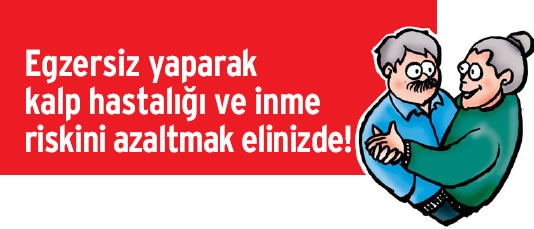 Egzersiz yaparak
kalp hastalığı ve inme
riskini azaltmak elinizde!